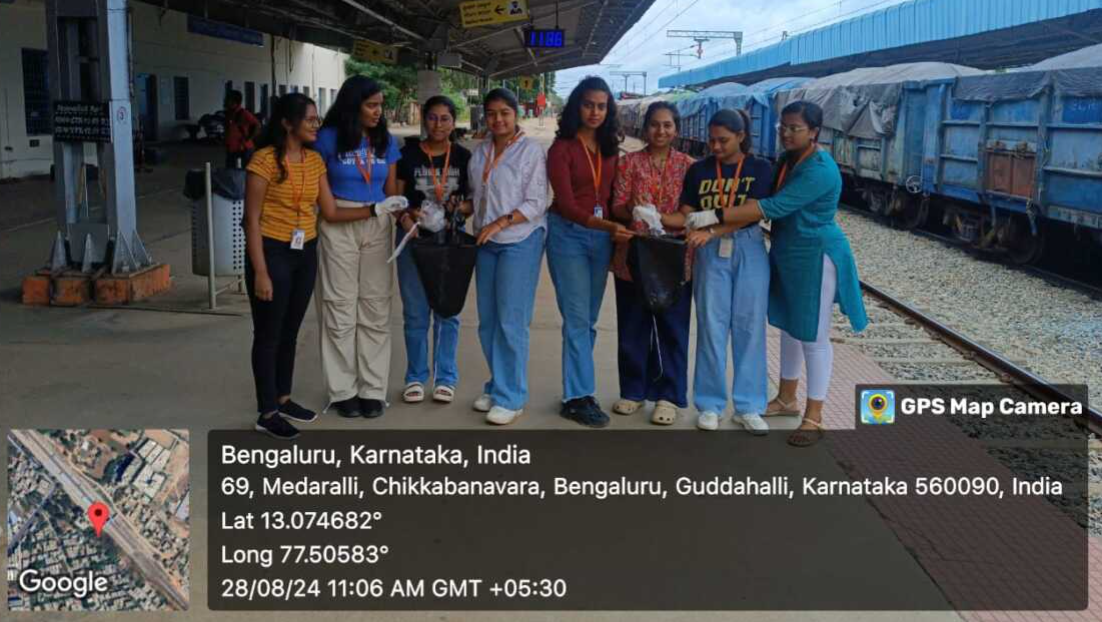 1186
DON'T
QUIT
GPS Map Camera
Bengaluru, Karnataka, India
69, Medaralli, Chikkabanavara, Bengaluru, Guddahalli, Karnataka 560090, India
Lat 13.074682°
Long 77.50583°
28/08/24 11:06 AM GMT +05:30
Google